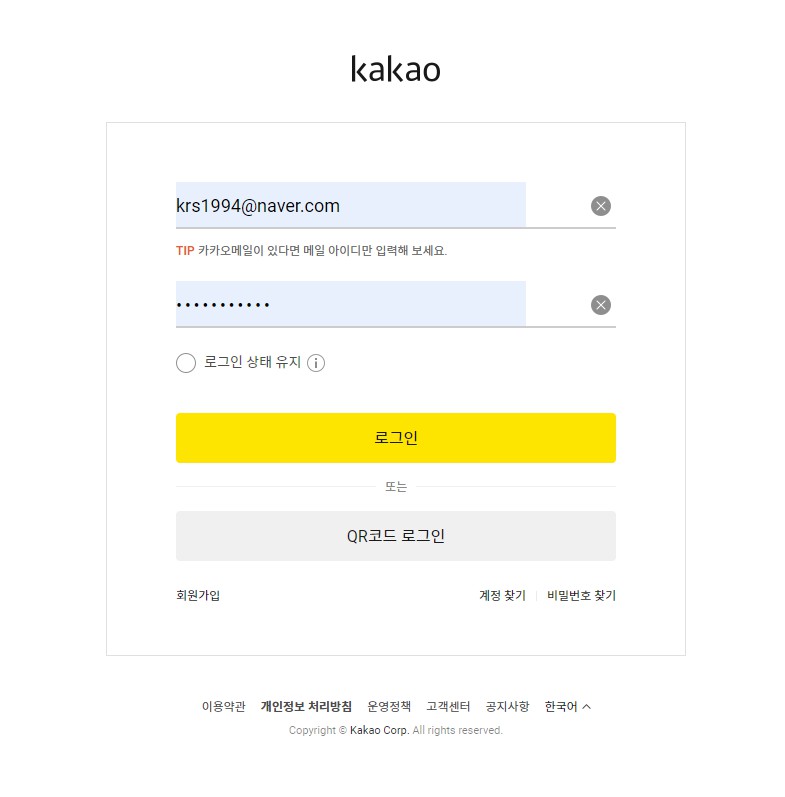 kakao
krs1994@naver.com
TIP 카카오메일이 있다면 메일 아이디만 입력해 보세요.
•••••••••••
로그인 상태 유지
로그인
또는
QR코드 로그인
회원가입 계정 찾기 비밀번호 찾기
이용약관 개인정보 처리방침 운영정책 고객센터 공지사항 한국어
Copyright © Kakao Corp. All rights reserved.